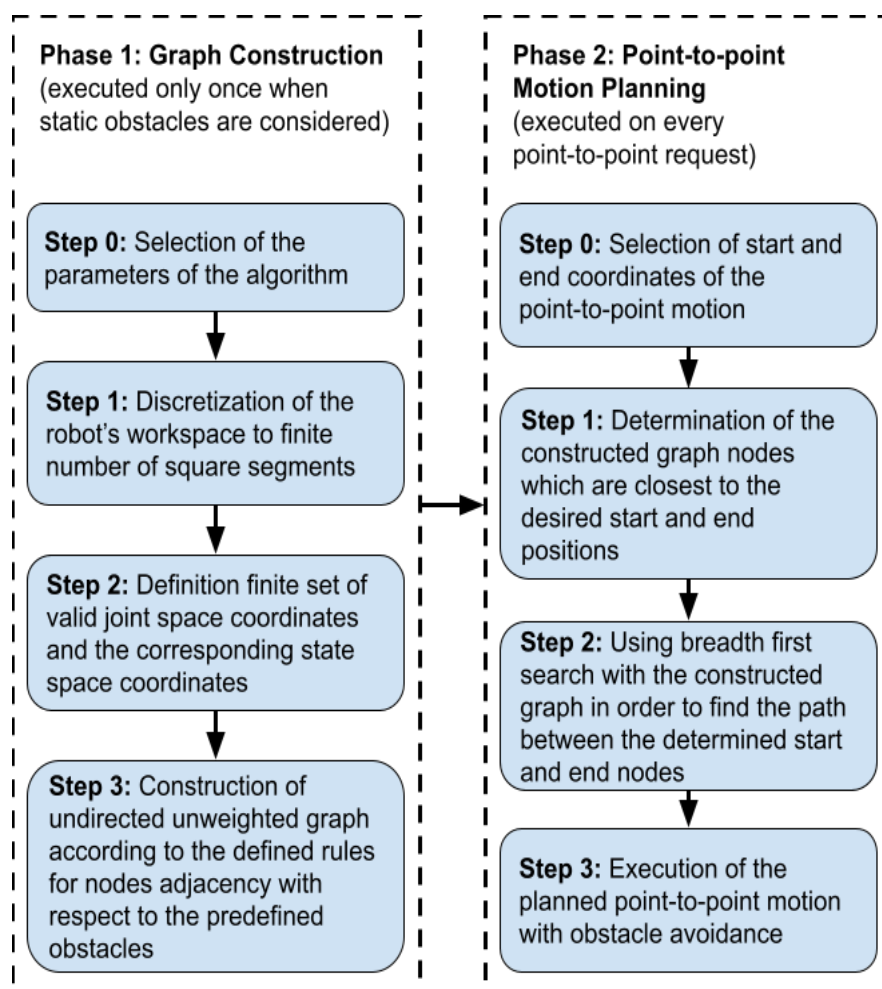 Phase 1: Graph Construction
(executed only once when
static obstacles are considered)
Step 0: Selection of the
parameters of the algorithm
Step 1: Discretization of the
robot's workspace to finite
number of square segments
Step 2: Definition finite set of
valid joint space coordinates
and the corresponding state
space coordinates
Step 3: Construction of
undirected unweighted graph
according to the defined rules
for nodes adjacency with
respect to the predefined
obstacles
Phase 2: Point-to-point
Motion Planning
(executed on every
point-to-point request)
Step 0: Selection of start and
end coordinates of the
point-to-point motion
Step 1: Determination of the
constructed graph nodes
which are closest to the
desired start and end
positions
Step 2: Using breadth first
search with the constructed
graph in order to find the path
between the determined start
and end nodes
Step 3: Execution of the
planned point-to-point motion
with obstacle avoidance